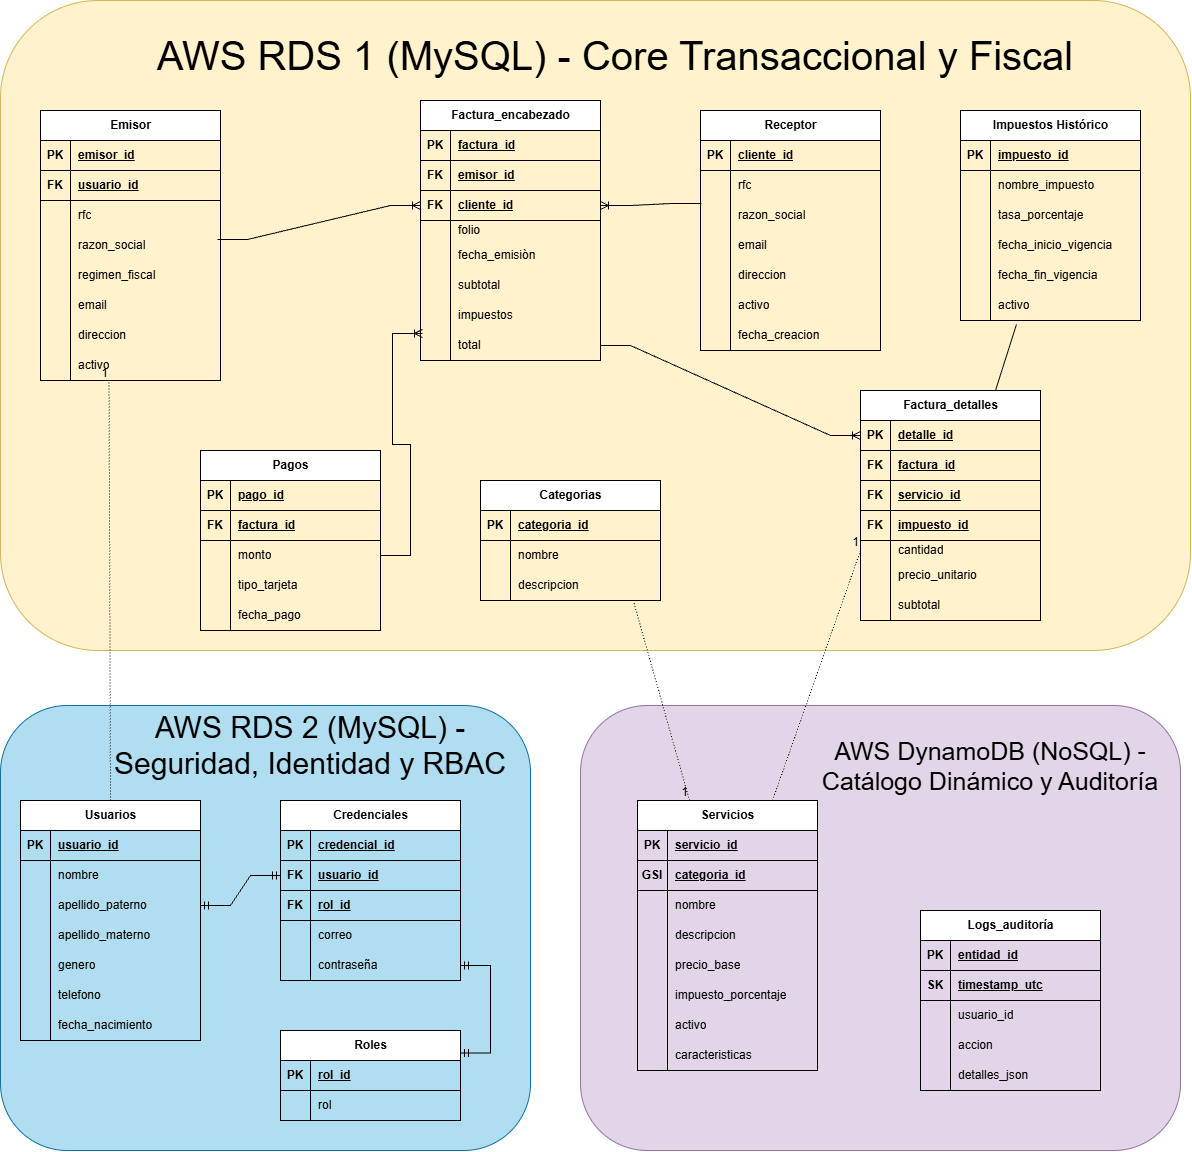 AWS RDS 1 (MySQL) - Core Transaccional y Fiscal
Emisor
PK emisor_id
FK usuario_id
rfc
razon_social
regimen_fiscal
email
direccion
activo
1
Factura_encabezado
PK factura_id
FK emisor_id
FK cliente_id
folio
fecha_emisiòn
subtotal
impuestos
total
Receptor
PK cliente_id
rfc
razon_social
email
direccion
activo
fecha_creacion
Impuestos Histórico
PK impuesto_id
nombre_impuesto
tasa_porcentaje
fecha_inicio_vigencia
fecha_fin_vigencia
activo
Factura_detalles
PK detalle_id
FK factura_id
FK servicio_id
FK impuesto_id
1
cantidad
precio_unitario
subtotal
Pagos
PK pago_id
FK factura_id
monto
tipo_tarjeta
fecha_pago
Categorias
PK categoria_id
nombre
descripcion
AWS RDS 2 (MySQL) -
Seguridad, Identidad y RBAC
Usuarios
PK usuario_id
nombre
apellido_paterno
apellido_materno
genero
telefono
fecha_nacimiento
Credenciales
PK credencial_id
FK usuario_id
FK rol_id
correo
contraseña
Roles
PK rol_id
rol
AWS DynamoDB (NoSQL) -
Catálogo Dinámico y Auditoría
1
Servicios
PK servicio_id
GSI categoria_id
nombre
descripcion
precio_base
impuesto_porcentaje
activo
caracteristicas
Logs_auditoría
PK entidad_id
SK timestamp_utc
usuario_id
accion
detalles_json